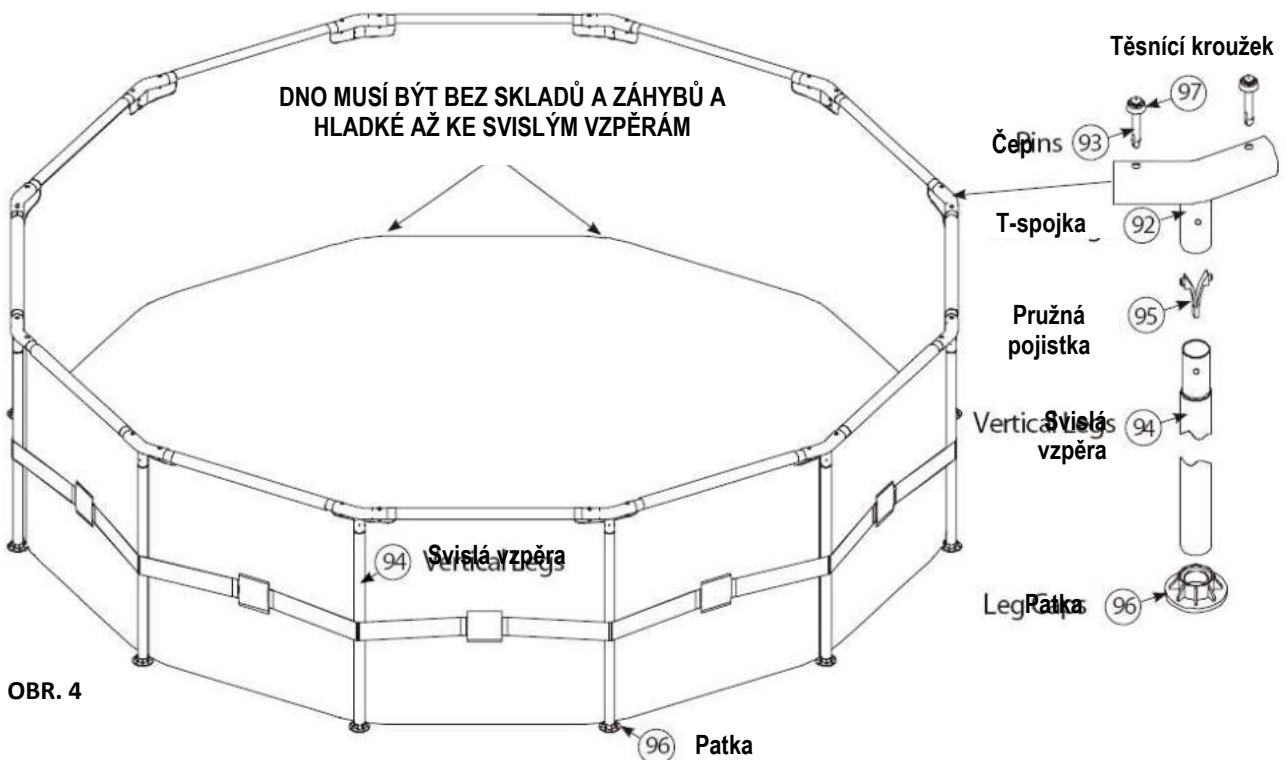 Těsnící kroužek
97
DNO MUSÍ BÝT BEZ SKLADŮ A ZÁHYBŮ A
HLADKÉ AŽ KE SVISLÝM VZPĚRÁM
Čep Pins 93
T-spojka 92
Pružná
pojistka
95
Vertical Legs 94
Svislá
vzpěra
94 Svislá vzpěra Vertical Legs
Leg Caps Patka 96
OBR. 4
96 Patka